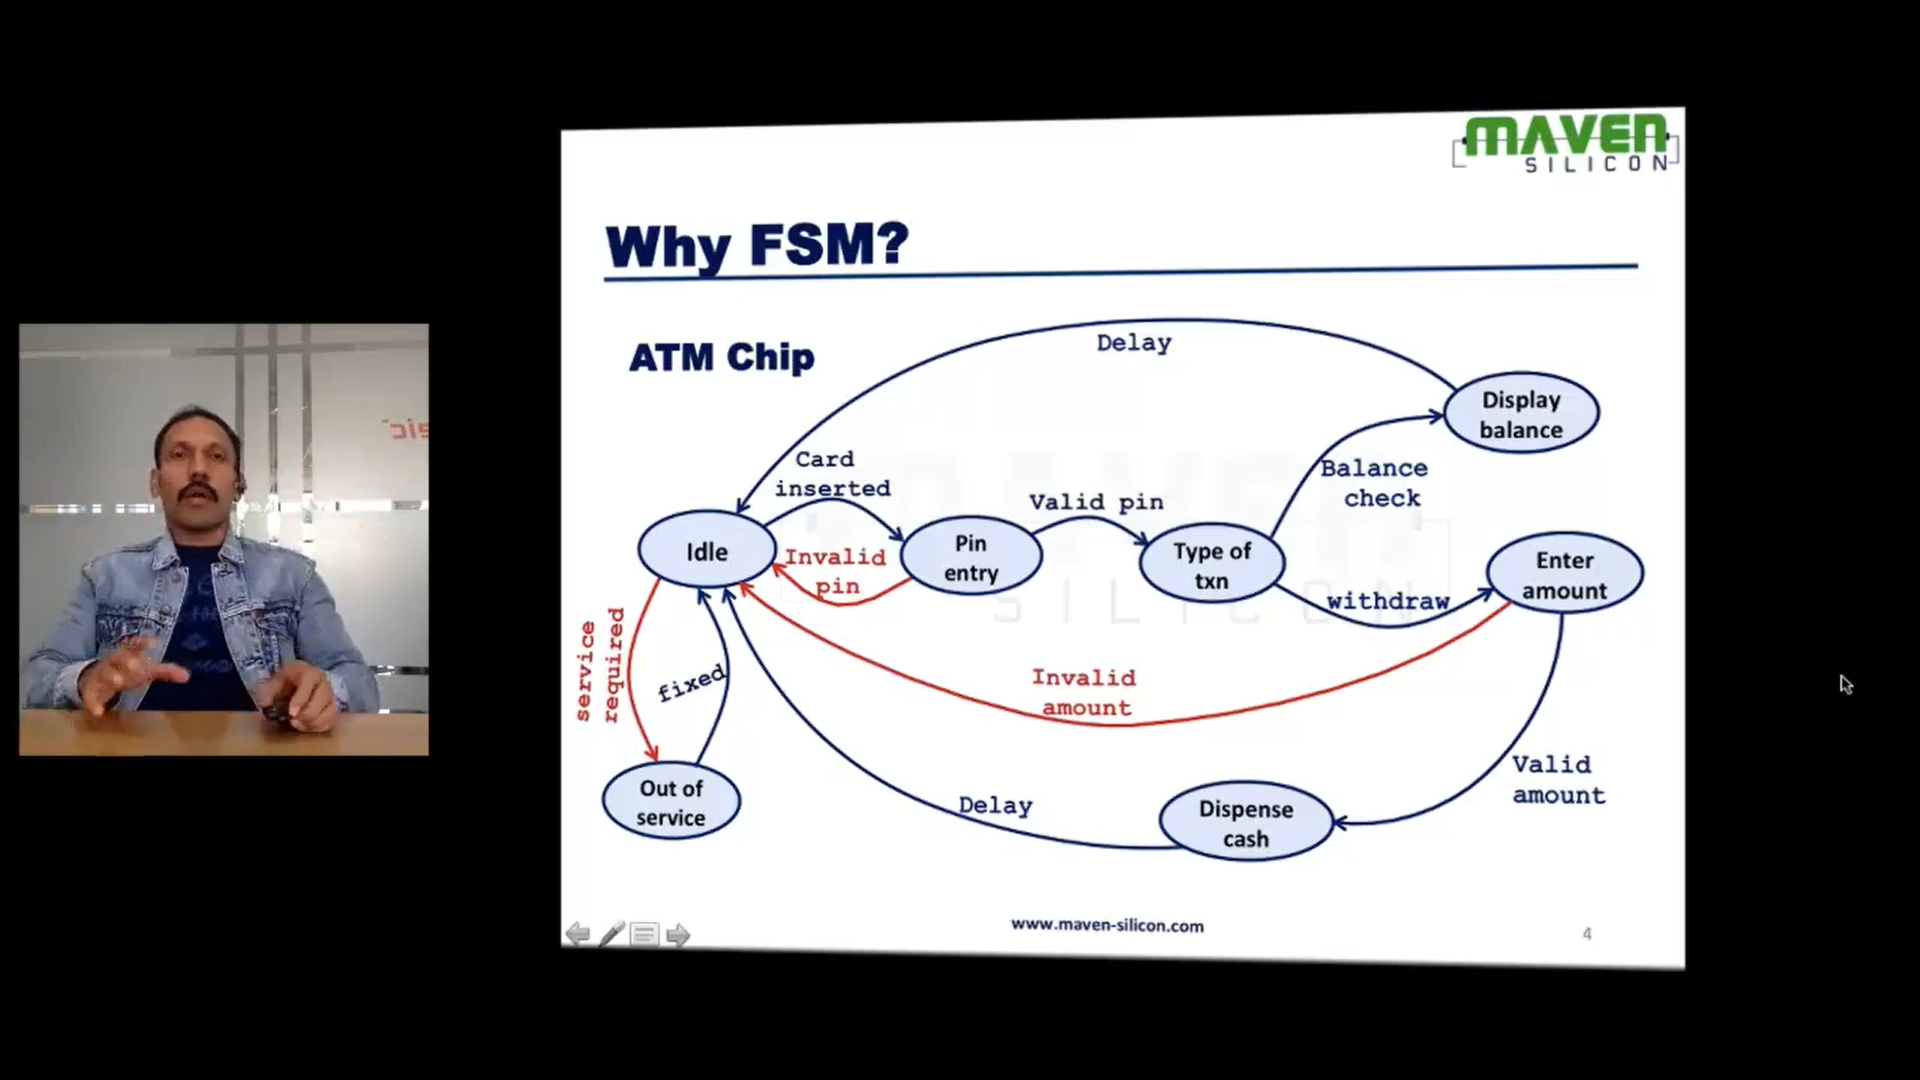 MAVEN
SILICON
Why FSM?
ATM Chip
Delay
Display
balance
Card
inserted
Balance
check
Valid pin
Idle
Invalid
pin
Pin
entry
Type of
txn
Enter
amount
withdraw
service
required
fixed
Invalid
amount
Valid
amount
Out of
service
Delay
Dispense
cash
www.maven-silicon.com
4